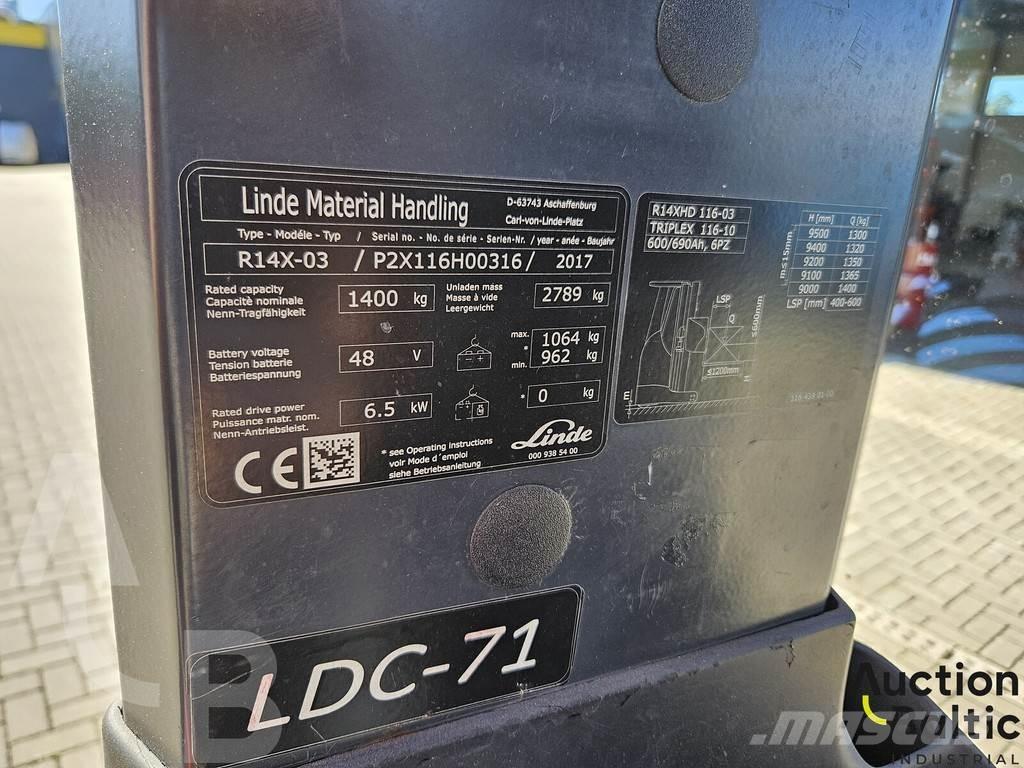 Linde Material Handling
D-63743 Aschaffenburg
Carl-von-Linde-Platz
Type - Modéle - Typ / Serial no. - No. de série - Serien-Nr. / year - anée - Baujahr
R14X-03 / P2X116H00316 / 2017
Rated capacity
Capacité nominale
Nenn-Tragfähigkeit
1400 kg
Unladen mass
Masse à vide
Leergewicht
2789 kg
Battery voltage
Tension batterie
Batteriespannung
48 V
max. 1064 kg
*
min. 962 kg
Rated drive power
Puissance matr. nom.
Nenn-Antriebsleist.
6.5 kW
* 0 kg
CE
* see Operating instructions
voir Mode d´emploi
siehe Betriebsanleitung
Linde
000 938 54 00
R14XHD 116-03
TRIPLEX 116-10
600/690Ah, 6PZ
H [mm] Q [kg]
9500 1300
9400 1320
9200 1350
9100 1365
9000 1400
LSP [mm] 400-600
m≤15mm
LSP
Q
≤600mm
≤1200mm
E
LDC-71
Auction
Baltic
INDUSTRIAL
MASCUS
A
B